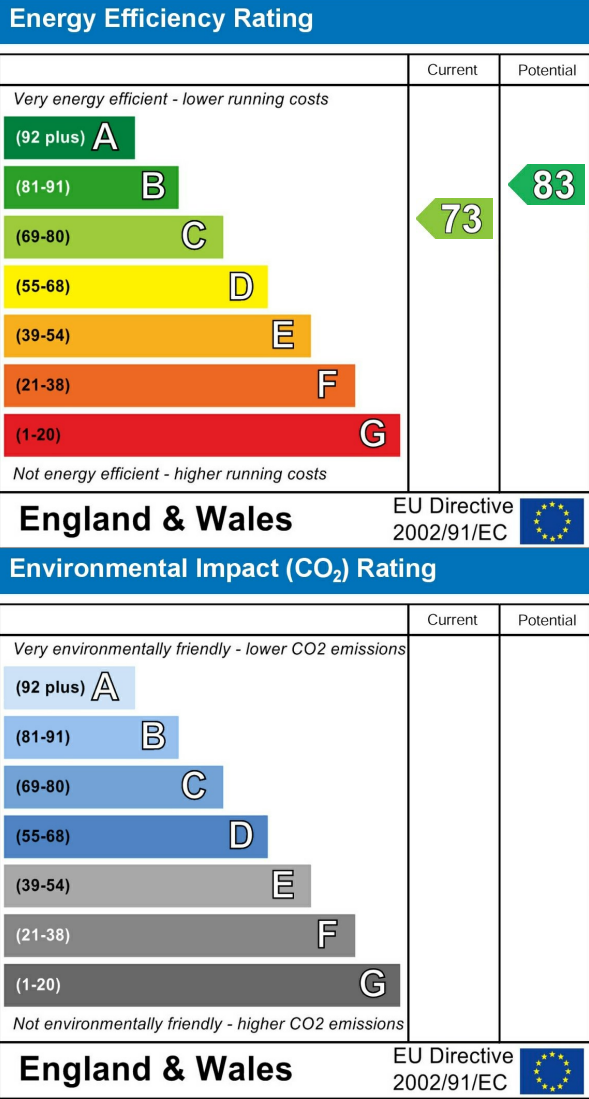 Energy Efficiency Rating
Current Potential
Very energy efficient - lower running costs
(92 plus) A
(81-91) B
83
(69-80) C
73
(55-68) D
(39-54) E
(21-38) F
(1-20) G
Not energy efficient - higher running costs
England & Wales
EU Directive
2002/91/EC
Environmental Impact (CO₂) Rating
Current Potential
Very environmentally friendly - lower CO2 emissions
(92 plus) A
(81-91) B
(69-80) C
(55-68) D
(39-54) E
(21-38) F
(1-20) G
Not environmentally friendly - higher CO2 emissions
England & Wales
EU Directive
2002/91/EC